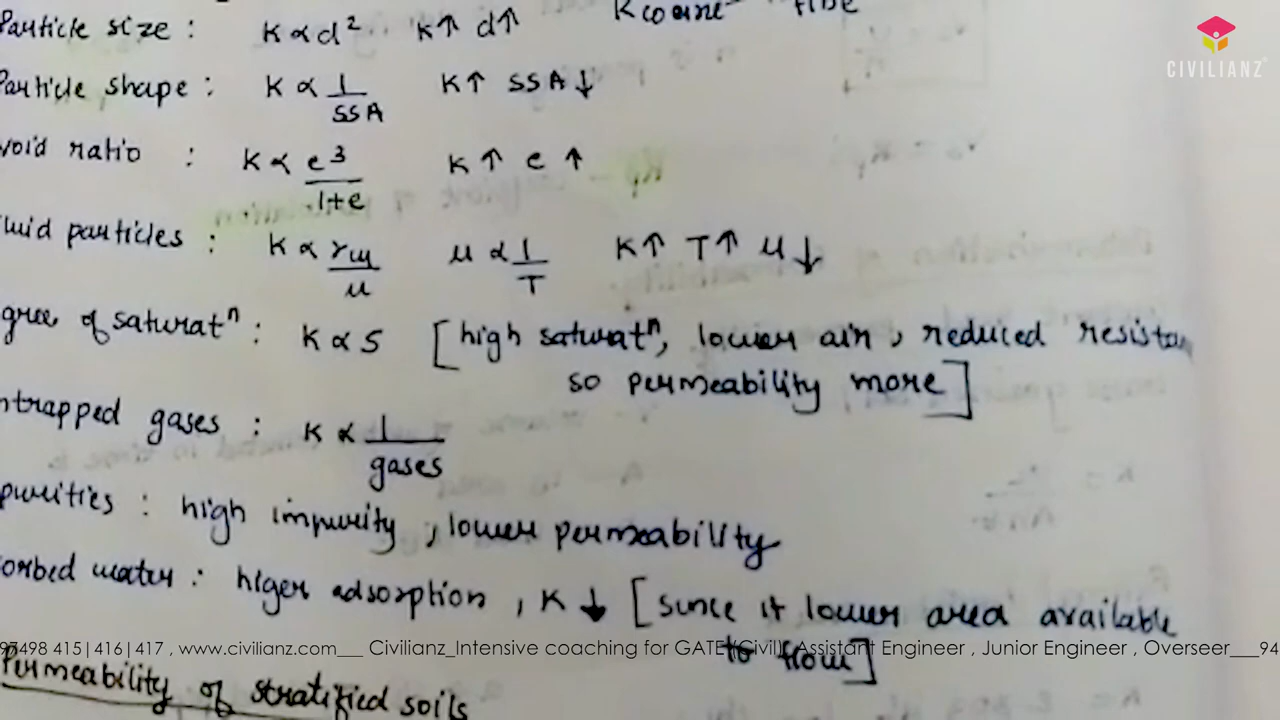 Particle size : K ∝ d² K↑ d↑ Kcoarse fine
CIVILIANZ
Particle shape : K ∝ 1/SSA K↑ SSA↓
void ratio : K ∝ e³/1+e K↑ e↑
luid particles : K ∝ γw/μ μ ∝ 1/T K↑ T↑ μ↓
gree of saturatⁿ : K ∝ S [high saturatⁿ, lower air, reduced resistan
so permeability more]
ntrapped gases : K ∝ 1/gases
purities : high impurity, lower permeability
orbed water : higer adsorption, K↓ [since it lower area available
to flow]
97498 415|416|417 , www.civilianz.com___ Civilianz_Intensive coaching for GATE(Civil), Assistant Engineer , Junior Engineer , Overseer___94
Permeability of stratified soils